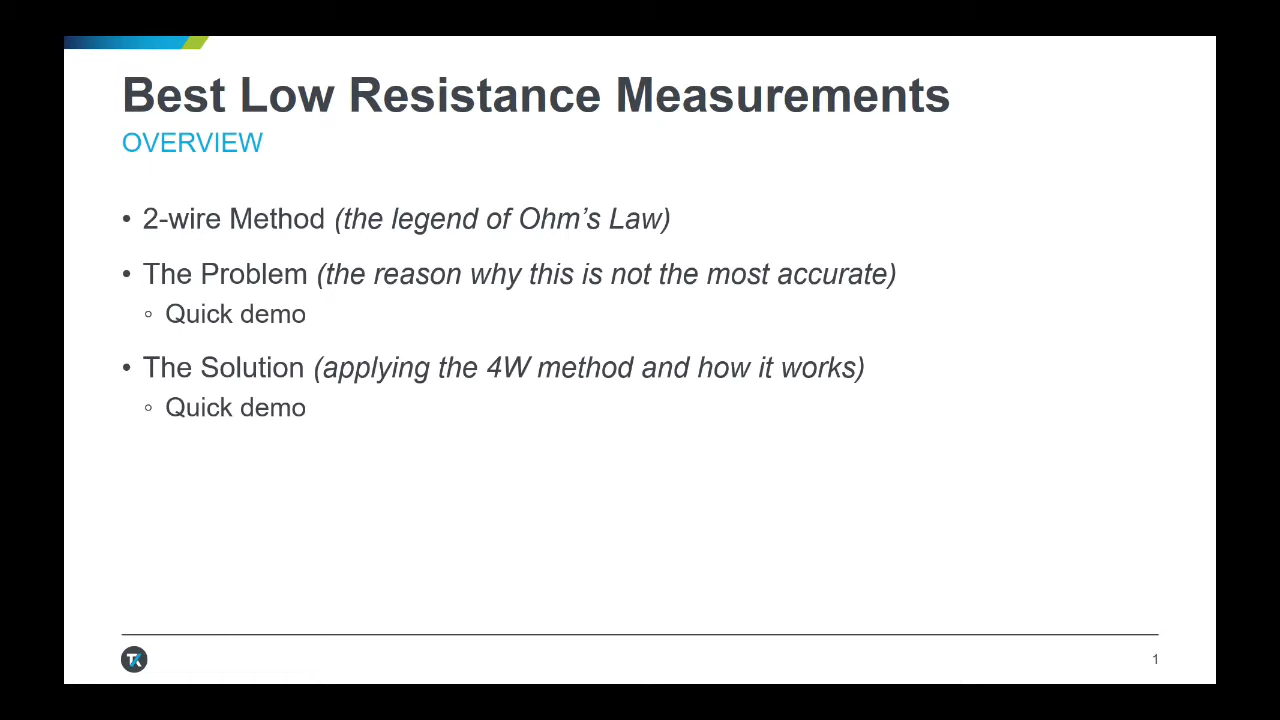 Best Low Resistance Measurements
OVERVIEW
• 2-wire Method (the legend of Ohm’s Law)
• The Problem (the reason why this is not the most accurate)
◦ Quick demo
• The Solution (applying the 4W method and how it works)
◦ Quick demo
TK
1